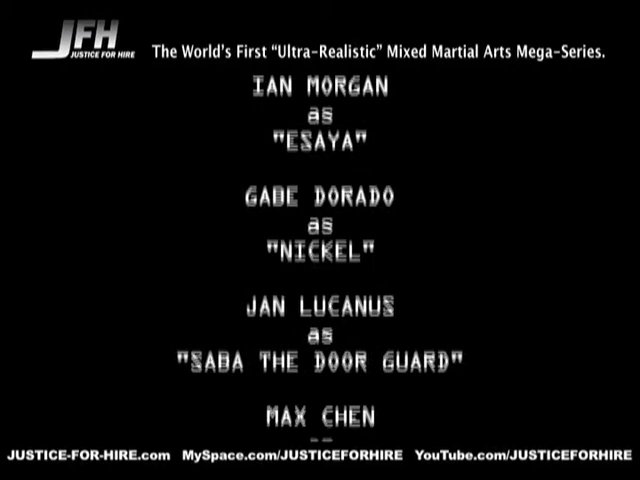 JFH
JUSTICE FOR HIRE
The World's First “Ultra-Realistic” Mixed Martial Arts Mega-Series.
IAN MORGAN
as
"ESAYA"
GABE DORADO
as
"NICKEL"
JAN LUCANUS
as
"SABA THE DOOR GUARD"
MAX CHEN
JUSTICE-FOR-HIRE.com MySpace.com/JUSTICEFORHIRE YouTube.com/JUSTICEFORHIRE